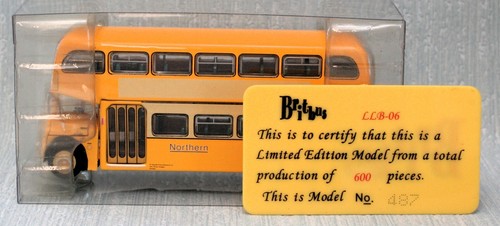 Northern
Britbus LLB-06
This is to certify that this is a
Limited Edition Model from a total
production of 600 pieces.
This is Model No. 487